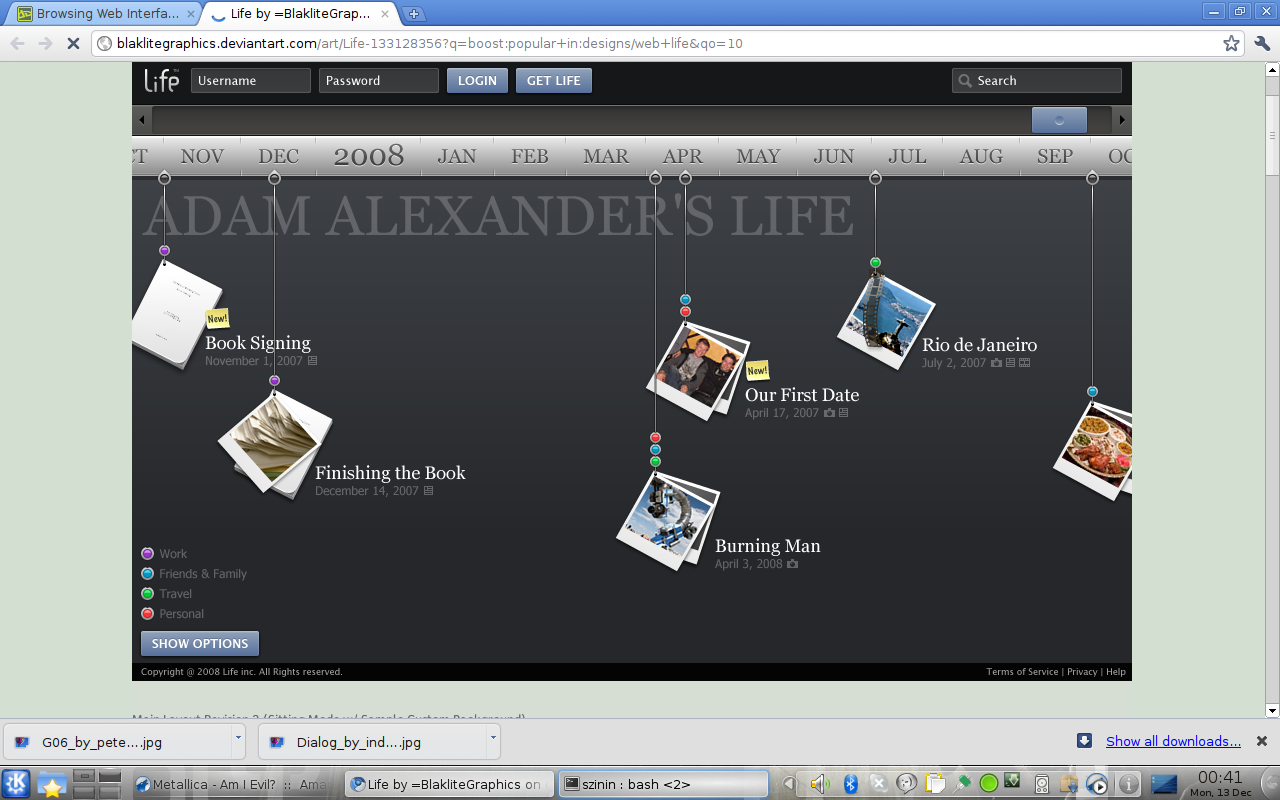 Browsing Web Interfa...
Life by =BlakliteGrap...
blaklitegraphics.deviantart.com/art/Life-133128356?q=boost:popular+in:designs/web+life&qo=10
Life Username Password LOGIN GET LIFE Search
CT NOV DEC 2008 JAN FEB MAR APR MAY JUN JUL AUG SEP OC
ADAM ALEXANDER'S LIFE
New!
Book Signing
November 1, 2007
Rio de Janeiro
July 2, 2007
New!
Our First Date
April 17, 2007
Finishing the Book
December 14, 2007
Burning Man
April 3, 2008
Work
Friends & Family
Travel
Personal
SHOW OPTIONS
Copyright @ 2008 Life inc. All Rights reserved. Terms of Service | Privacy | Help
Main Layout Revision 2 (Sitting Mode w/ Sample Custom Background)
G06_by_pete....jpg Dialog_by_ind....jpg Show all downloads...
Metallica - Am I Evil? :: Ama Life by =BlakliteGraphics on szinin : bash <2> 00:41
Mon, 13 Dec